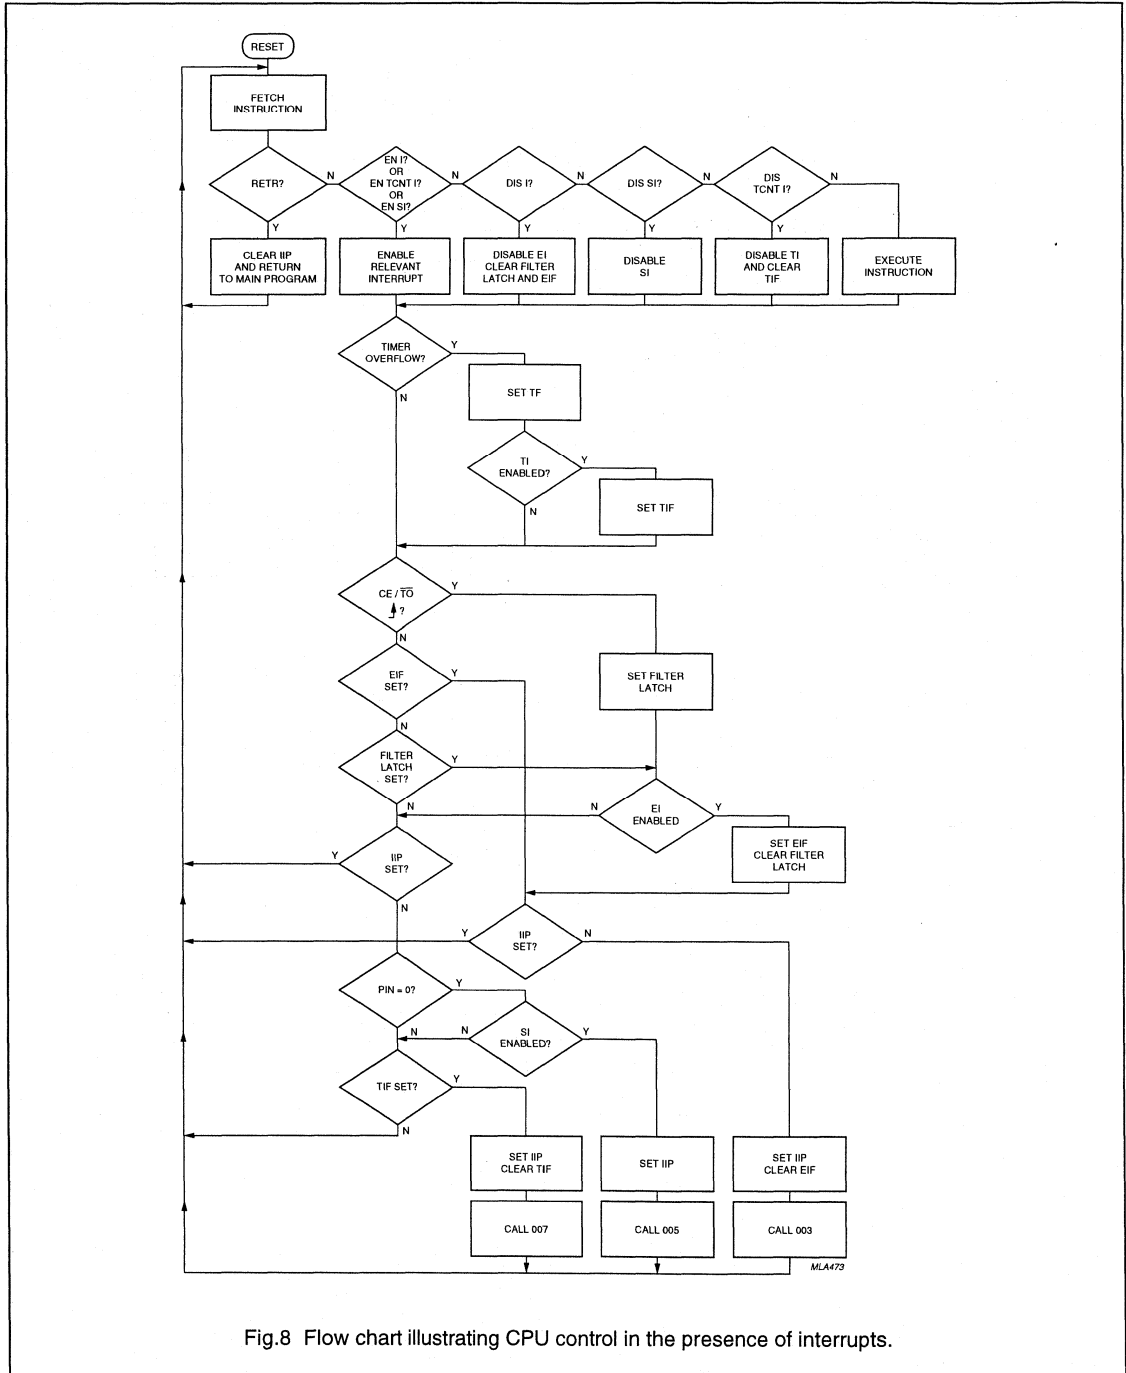 RESET
FETCH
INSTRUCTION
RETR?
N
EN I?
OR
EN TCNT I?
OR
EN SI?
N
DIS I?
N
DIS SI?
N
DIS
TCNT I?
N
Y
Y
Y
Y
Y
CLEAR IIP
AND RETURN
TO MAIN PROGRAM
ENABLE
RELEVANT
INTERRUPT
DISABLE EI
CLEAR FILTER
LATCH AND EIF
DISABLE
SI
DISABLE TI
AND CLEAR
TIF
EXECUTE
INSTRUCTION
TIMER
OVERFLOW?
Y
N
SET TF
TI
ENABLED?
Y
N
SET TIF
CE / T̅O̅
?
Y
N
EIF
SET?
Y
N
SET FILTER
LATCH
FILTER
LATCH
SET?
Y
N
EI
ENABLED
N
Y
SET EIF
CLEAR FILTER
LATCH
IIP
SET?
Y
N
IIP
SET?
Y
N
PIN = 0?
Y
N
SI
ENABLED?
N
Y
TIF SET?
Y
N
SET IIP
CLEAR TIF
SET IIP
SET IIP
CLEAR EIF
CALL 007
CALL 005
CALL 003
MLA473
Fig.8 Flow chart illustrating CPU control in the presence of interrupts.